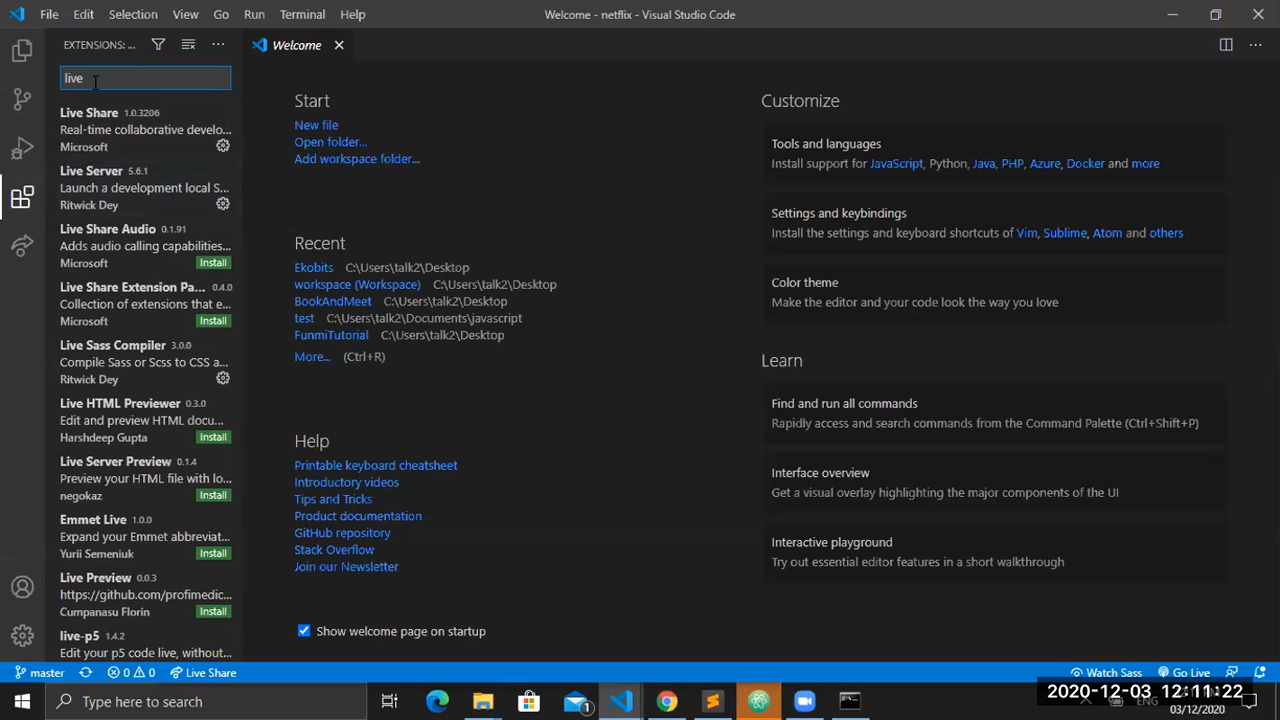 File Edit Selection View Go Run Terminal Help
Welcome - netflix - Visual Studio Code
EXTENSIONS: ...
Welcome
live
Live Share 1.0.3206
Real-time collaborative develo...
Microsoft
Live Server 5.6.1
Launch a development local S...
Ritwick Dey
Live Share Audio 0.1.91
Adds audio calling capabilities...
Microsoft Install
Live Share Extension Pa... 0.4.0
Collection of extensions that e...
Microsoft Install
Live Sass Compiler 3.0.0
Compile Sass or Scss to CSS a...
Ritwick Dey
Live HTML Previewer 0.3.0
Edit and preview HTML docu...
Harshdeep Gupta Install
Live Server Preview 0.1.4
Preview your HTML file with lo...
negokaz Install
Emmet Live 1.0.0
Expand your Emmet abbreviat...
Yurii Semeniuk Install
Live Preview 0.0.3
https://github.com/profimedic...
Cumpanasu Florin Install
live-p5 1.4.2
Edit your p5 code live, without...
Start
New file
Open folder...
Add workspace folder...
Recent
Ekobits C:\Users\talk2\Desktop
workspace (Workspace) C:\Users\talk2\Desktop
BookAndMeet C:\Users\talk2\Desktop
test C:\Users\talk2\Documents\javascript
FunmiTutorial C:\Users\talk2\Desktop
More... (Ctrl+R)
Help
Printable keyboard cheatsheet
Introductory videos
Tips and Tricks
Product documentation
GitHub repository
Stack Overflow
Join our Newsletter
Show welcome page on startup
Customize
Tools and languages
Install support for JavaScript, Python, Java, PHP, Azure, Docker and more
Settings and keybindings
Install the settings and keyboard shortcuts of Vim, Sublime, Atom and others
Color theme
Make the editor and your code look the way you love
Learn
Find and run all commands
Rapidly access and search commands from the Command Palette (Ctrl+Shift+P)
Interface overview
Get a visual overlay highlighting the major components of the UI
Interactive playground
Try out essential editor features in a short walkthrough
master 0 0 Live Share
Watch Sass Go Live
Type here to search
1
2020-12-03 12:11:22
ENG
03/12/2020